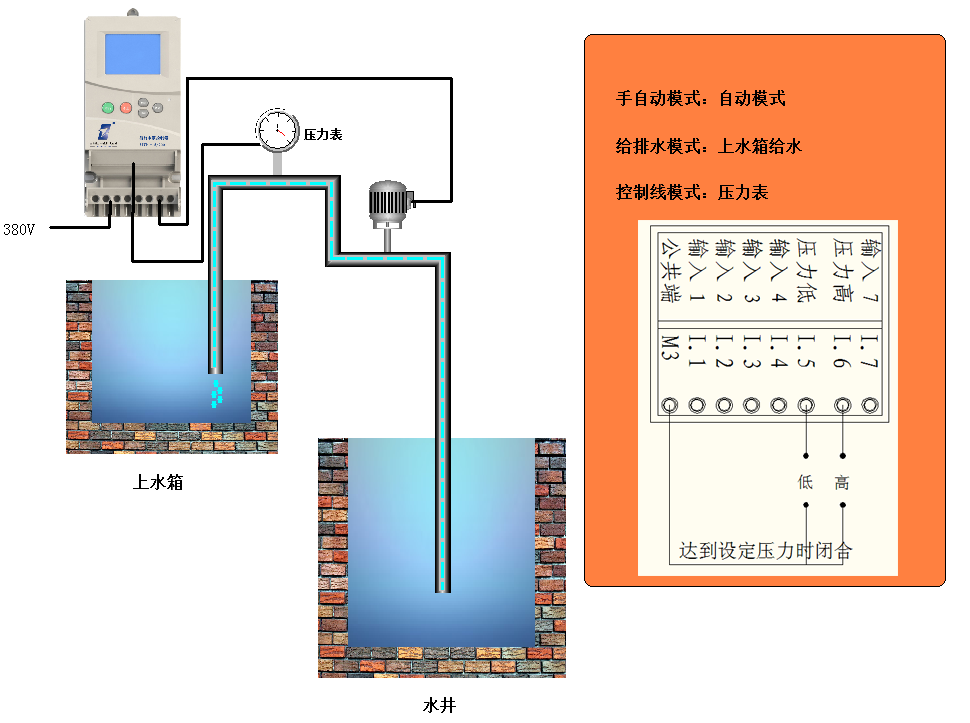 压力表
380V
上水箱
水井
手自动模式：自动模式
给排水模式：上水箱给水
控制线模式：压力表
公共端 输入1 输入2 输入3 输入4 压力低 压力高 输入7
M3 I.1 I.2 I.3 I.4 I.5 I.6 I.7
低 高
达到设定压力时闭合